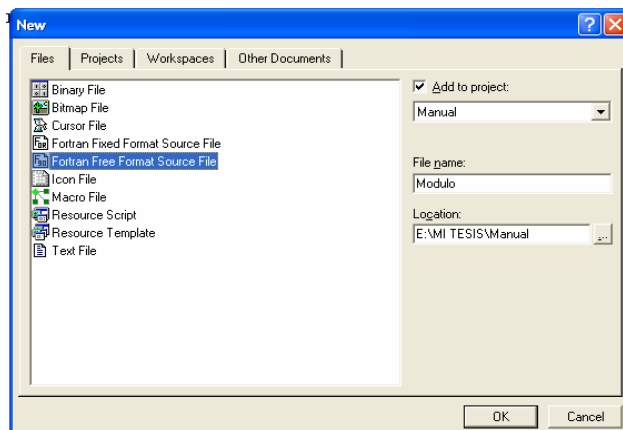 New
Files Projects Workspaces Other Documents
Binary File
Bitmap File
Cursor File
Fortran Fixed Format Source File
Fortran Free Format Source File
Icon File
Macro File
Resource Script
Resource Template
Text File
Add to project:
Manual
File name:
Modulo
Location:
E:\MI TESIS\Manual
...
OK Cancel